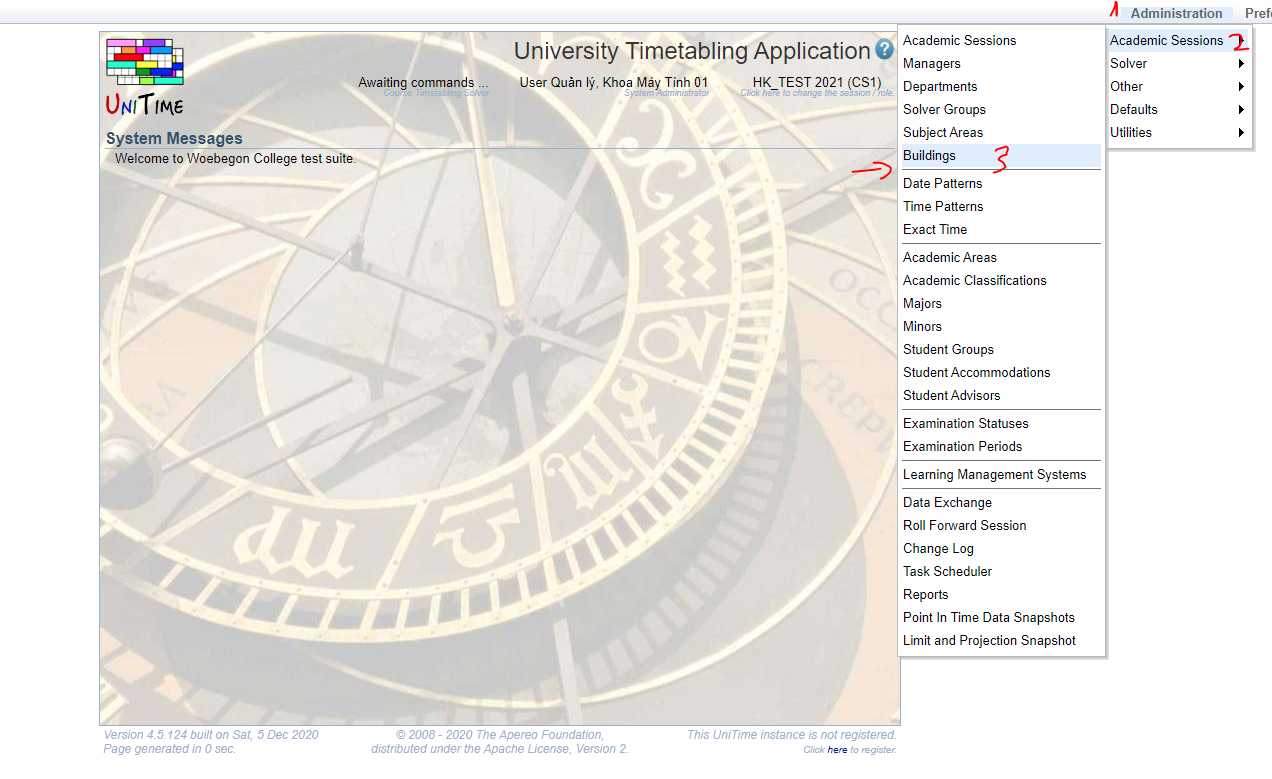 1 Administration Prefe
UNITIME
University Timetabling Application ?
Awaiting commands ...
Course Timetabling Solver
User Quản lý, Khoa Máy Tính 01
System Administrator
HK_TEST 2021 (CS1)
Click here to change the session / role.
System Messages
Welcome to Woebegon College test suite.
Academic Sessions
Managers
Departments
Solver Groups
Subject Areas
Buildings 3
Date Patterns
Time Patterns
Exact Time
Academic Areas
Academic Classifications
Majors
Minors
Student Groups
Student Accommodations
Student Advisors
Examination Statuses
Examination Periods
Learning Management Systems
Data Exchange
Roll Forward Session
Change Log
Task Scheduler
Reports
Point In Time Data Snapshots
Limit and Projection Snapshot
Academic Sessions 2
Solver
Other
Defaults
Utilities
Version 4.5.124 built on Sat, 5 Dec 2020
Page generated in 0 sec.
© 2008 - 2020 The Apereo Foundation,
distributed under the Apache License, Version 2.
This UniTime instance is not registered.
Click here to register.